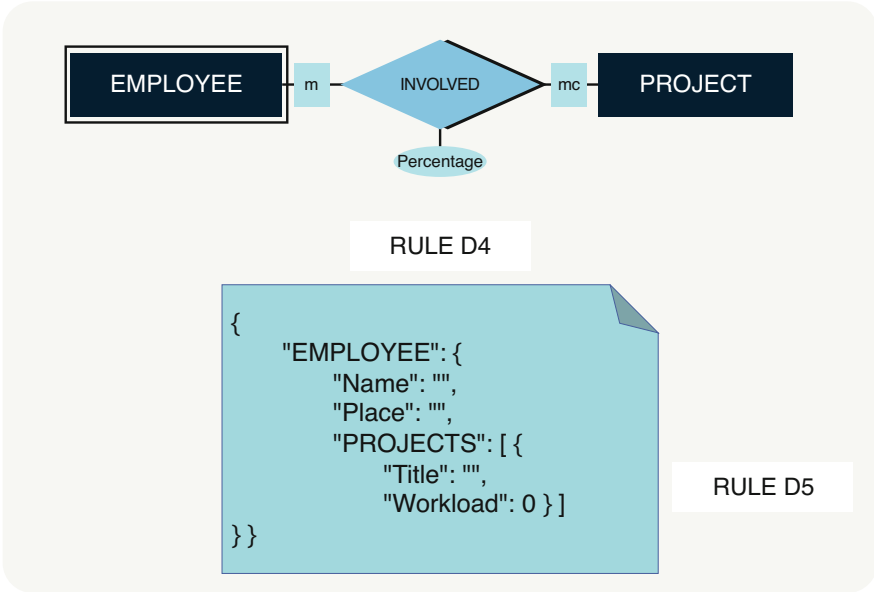 EMPLOYEE m INVOLVED mc PROJECT
Percentage
RULE D4
{
"EMPLOYEE": {
"Name": "",
"Place": "",
"PROJECTS": [ {
"Title": "",
"Workload": 0 } ]
} }
RULE D5